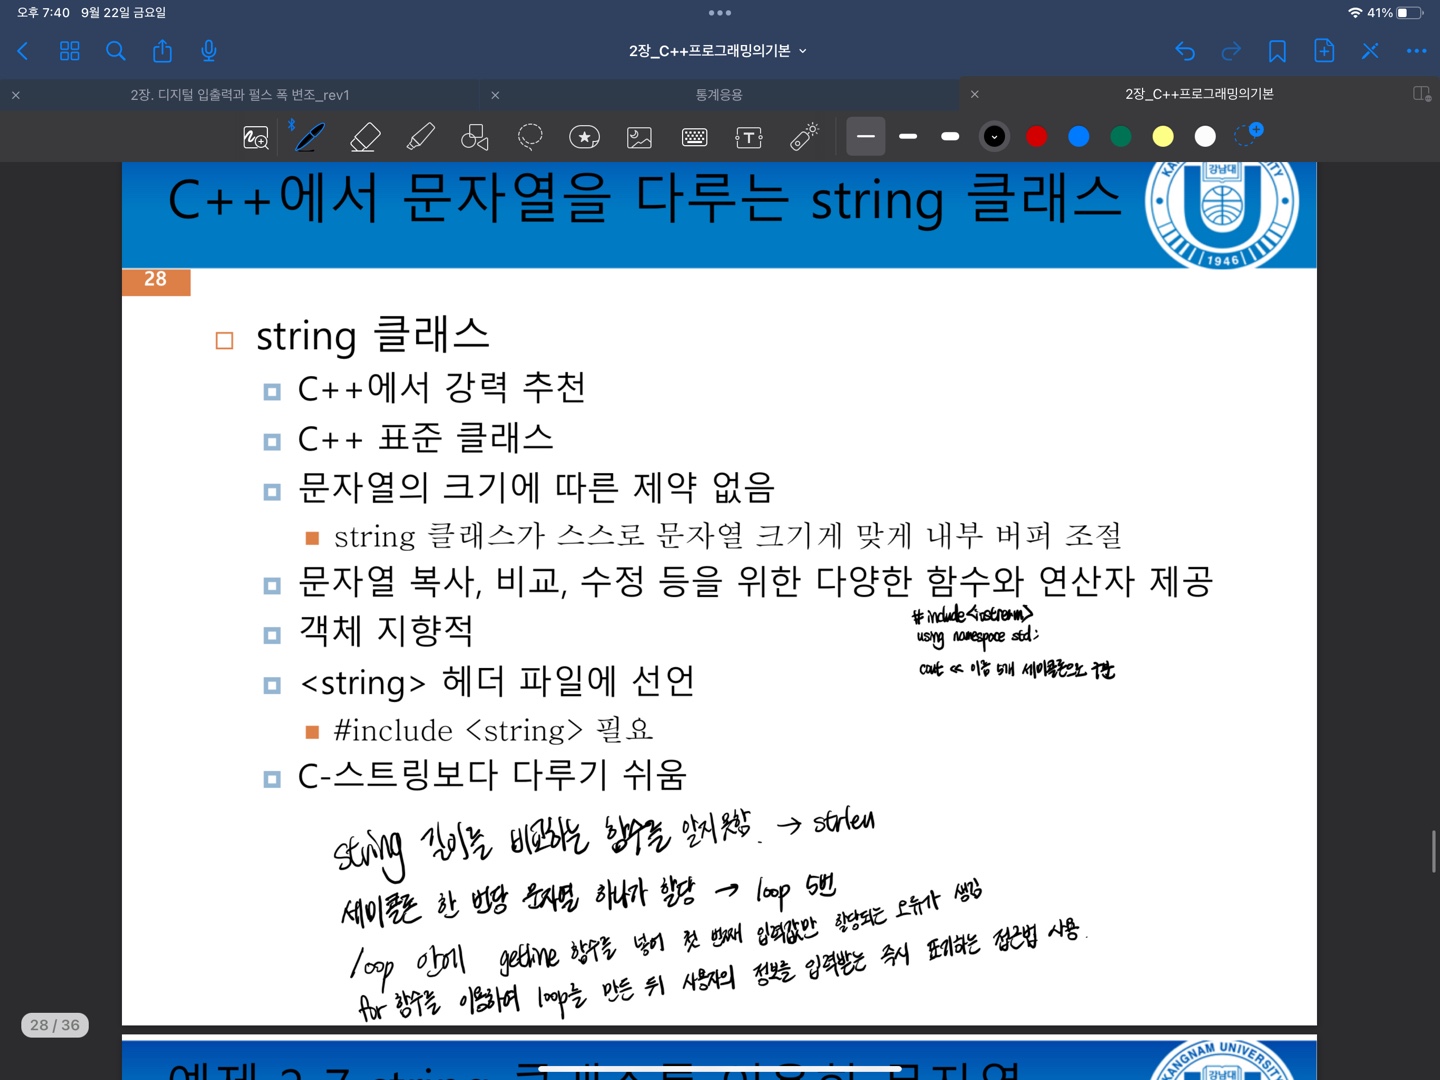 오후 7:40 9월 22일 금요일
41%
2장_C++프로그래밍의기본
2장. 디지털 입출력과 펄스 폭 변조_rev1
통계응용
2장_C++프로그래밍의기본
C++에서 문자열을 다루는 string 클래스
강남대
1946
28
string 클래스
C++에서 강력 추천
C++ 표준 클래스
문자열의 크기에 따른 제약 없음
string 클래스가 스스로 문자열 크기게 맞게 내부 버퍼 조절
문자열 복사, 비교, 수정 등을 위한 다양한 함수와 연산자 제공
#include<iostream>
객체 지향적
using namespace std;
cout << 이름 5개 세미콜론으로 구분
<string> 헤더 파일에 선언
#include <string> 필요
C-스트링보다 다루기 쉬움
string 길이를 비교하는 함수를 알지못함. → strlen
세미콜론 한 번당 문자열 하나가 할당 → loop 5번
loop 안에 getline 함수를 넣어 첫 번째 입력값만 할당되는 오류가 생김
for 함수를 이용하여 loop를 만든 뒤 사용자의 정보를 입력받는 즉시 표기하는 접근법 사용.
28 / 36
KANGNAM UNIVERSITY
강남대
예제 2-7 string 클래스를 이용한 문자열